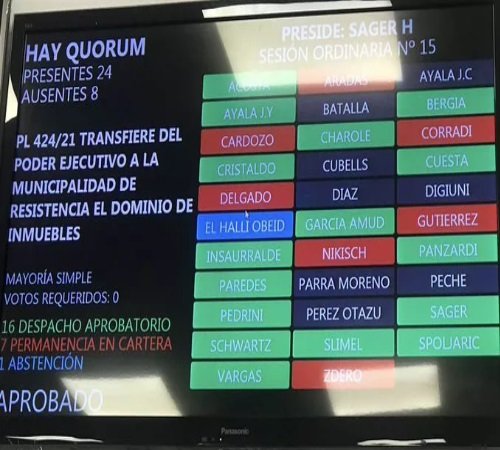 HAY QUORUM
PRESENTES 24
AUSENTES 8
PL 424/21 TRANSFIERE DEL
PODER EJECUTIVO A LA
MUNICIPALIDAD DE
RESISTENCIA EL DOMINIO DE
INMUEBLES
MAYORÍA SIMPLE
VOTOS REQUERIDOS: 0
16 DESPACHO APROBATORIO
7 PERMANENCIA EN CARTERA
1 ABSTENCIÓN
APROBADO
PRESIDE: SAGER H
SESIÓN ORDINARIA Nº 15
ACOSTA ARADAS AYALA J.C
AYALA J.Y BATALLA BERGIA
CARDOZO CHAROLE CORRADI
CRISTALDO CUBELLS CUESTA
DELGADO DIAZ DIGIUNI
EL HALLI OBEID GARCIA AMUD GUTIERREZ
INSAURRALDE NIKISCH PANZARDI
PAREDES PARRA MORENO PECHE
PEDRINI PEREZ OTAZU SAGER
SCHWARTZ SLIMEL SPOLJARIC
VARGAS ZDERO
Panasonic